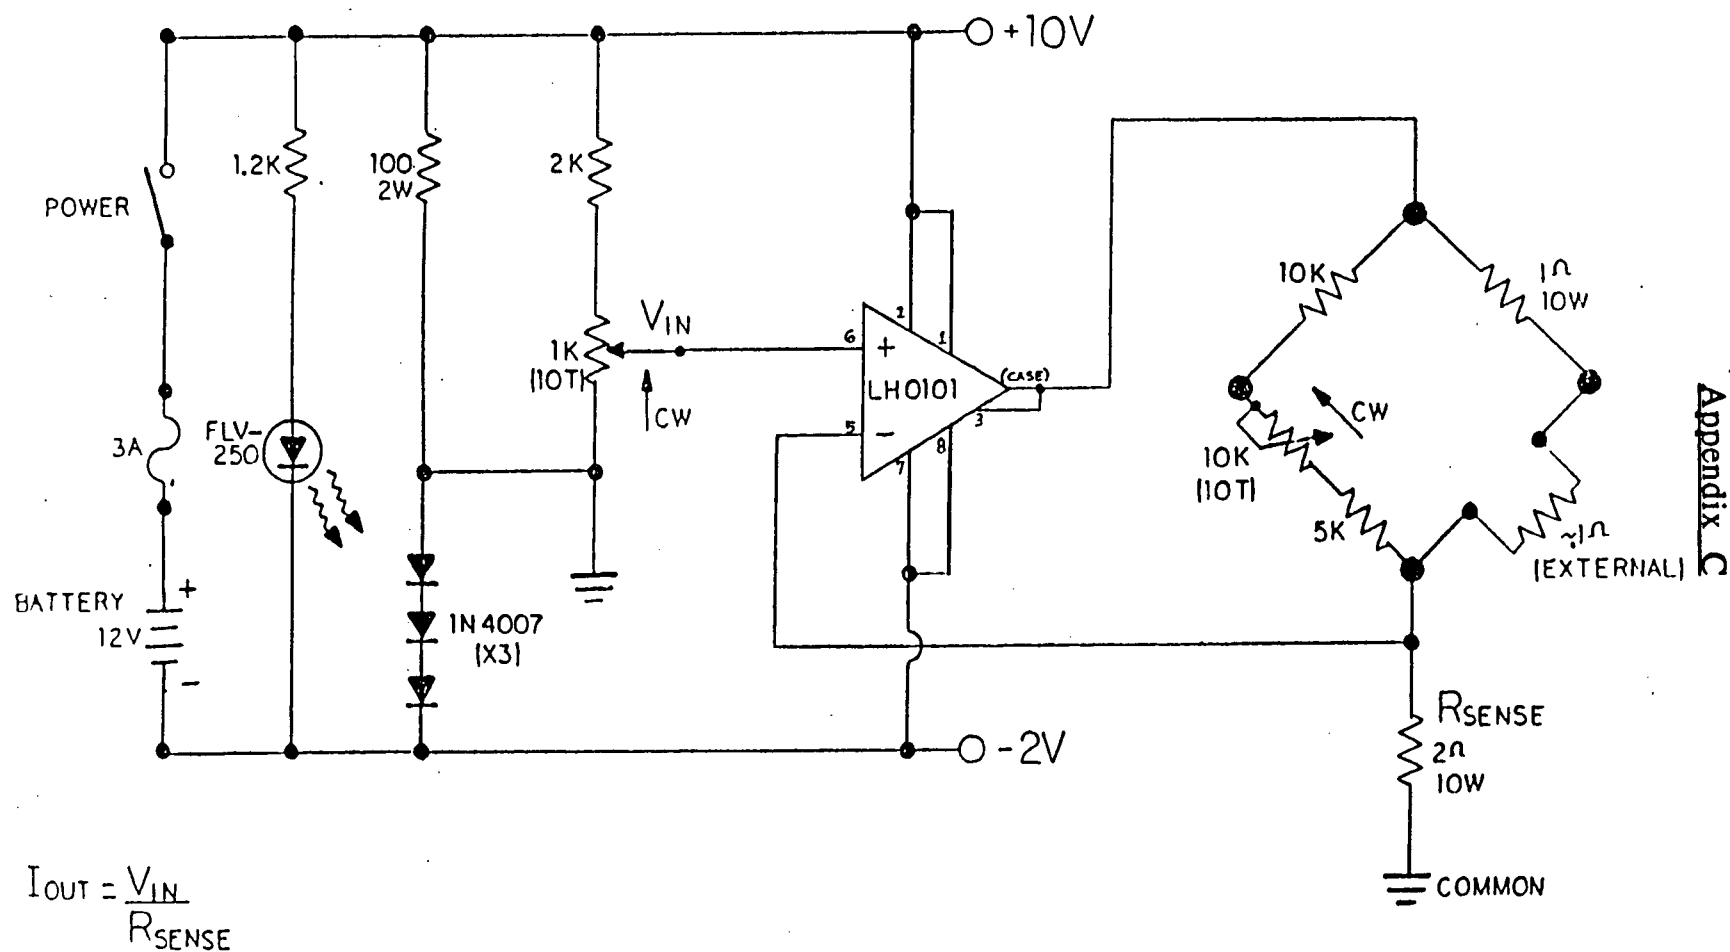 +10V
1.2K
100
2W
2K
POWER
1K
(10T)
VIN
CW
3A
FLV-
250
BATTERY
12V
+
-
1N4007
(X3)
6
5
2
1
+
-
LH0101
(CASE)
3
8
7
10K
1Ω
10W
CW
10K
(10T)
5K
~1Ω
(EXTERNAL)
-2V
RSENSE
2Ω
10W
COMMON
IOUT = VIN
RSENSE
Appendix C